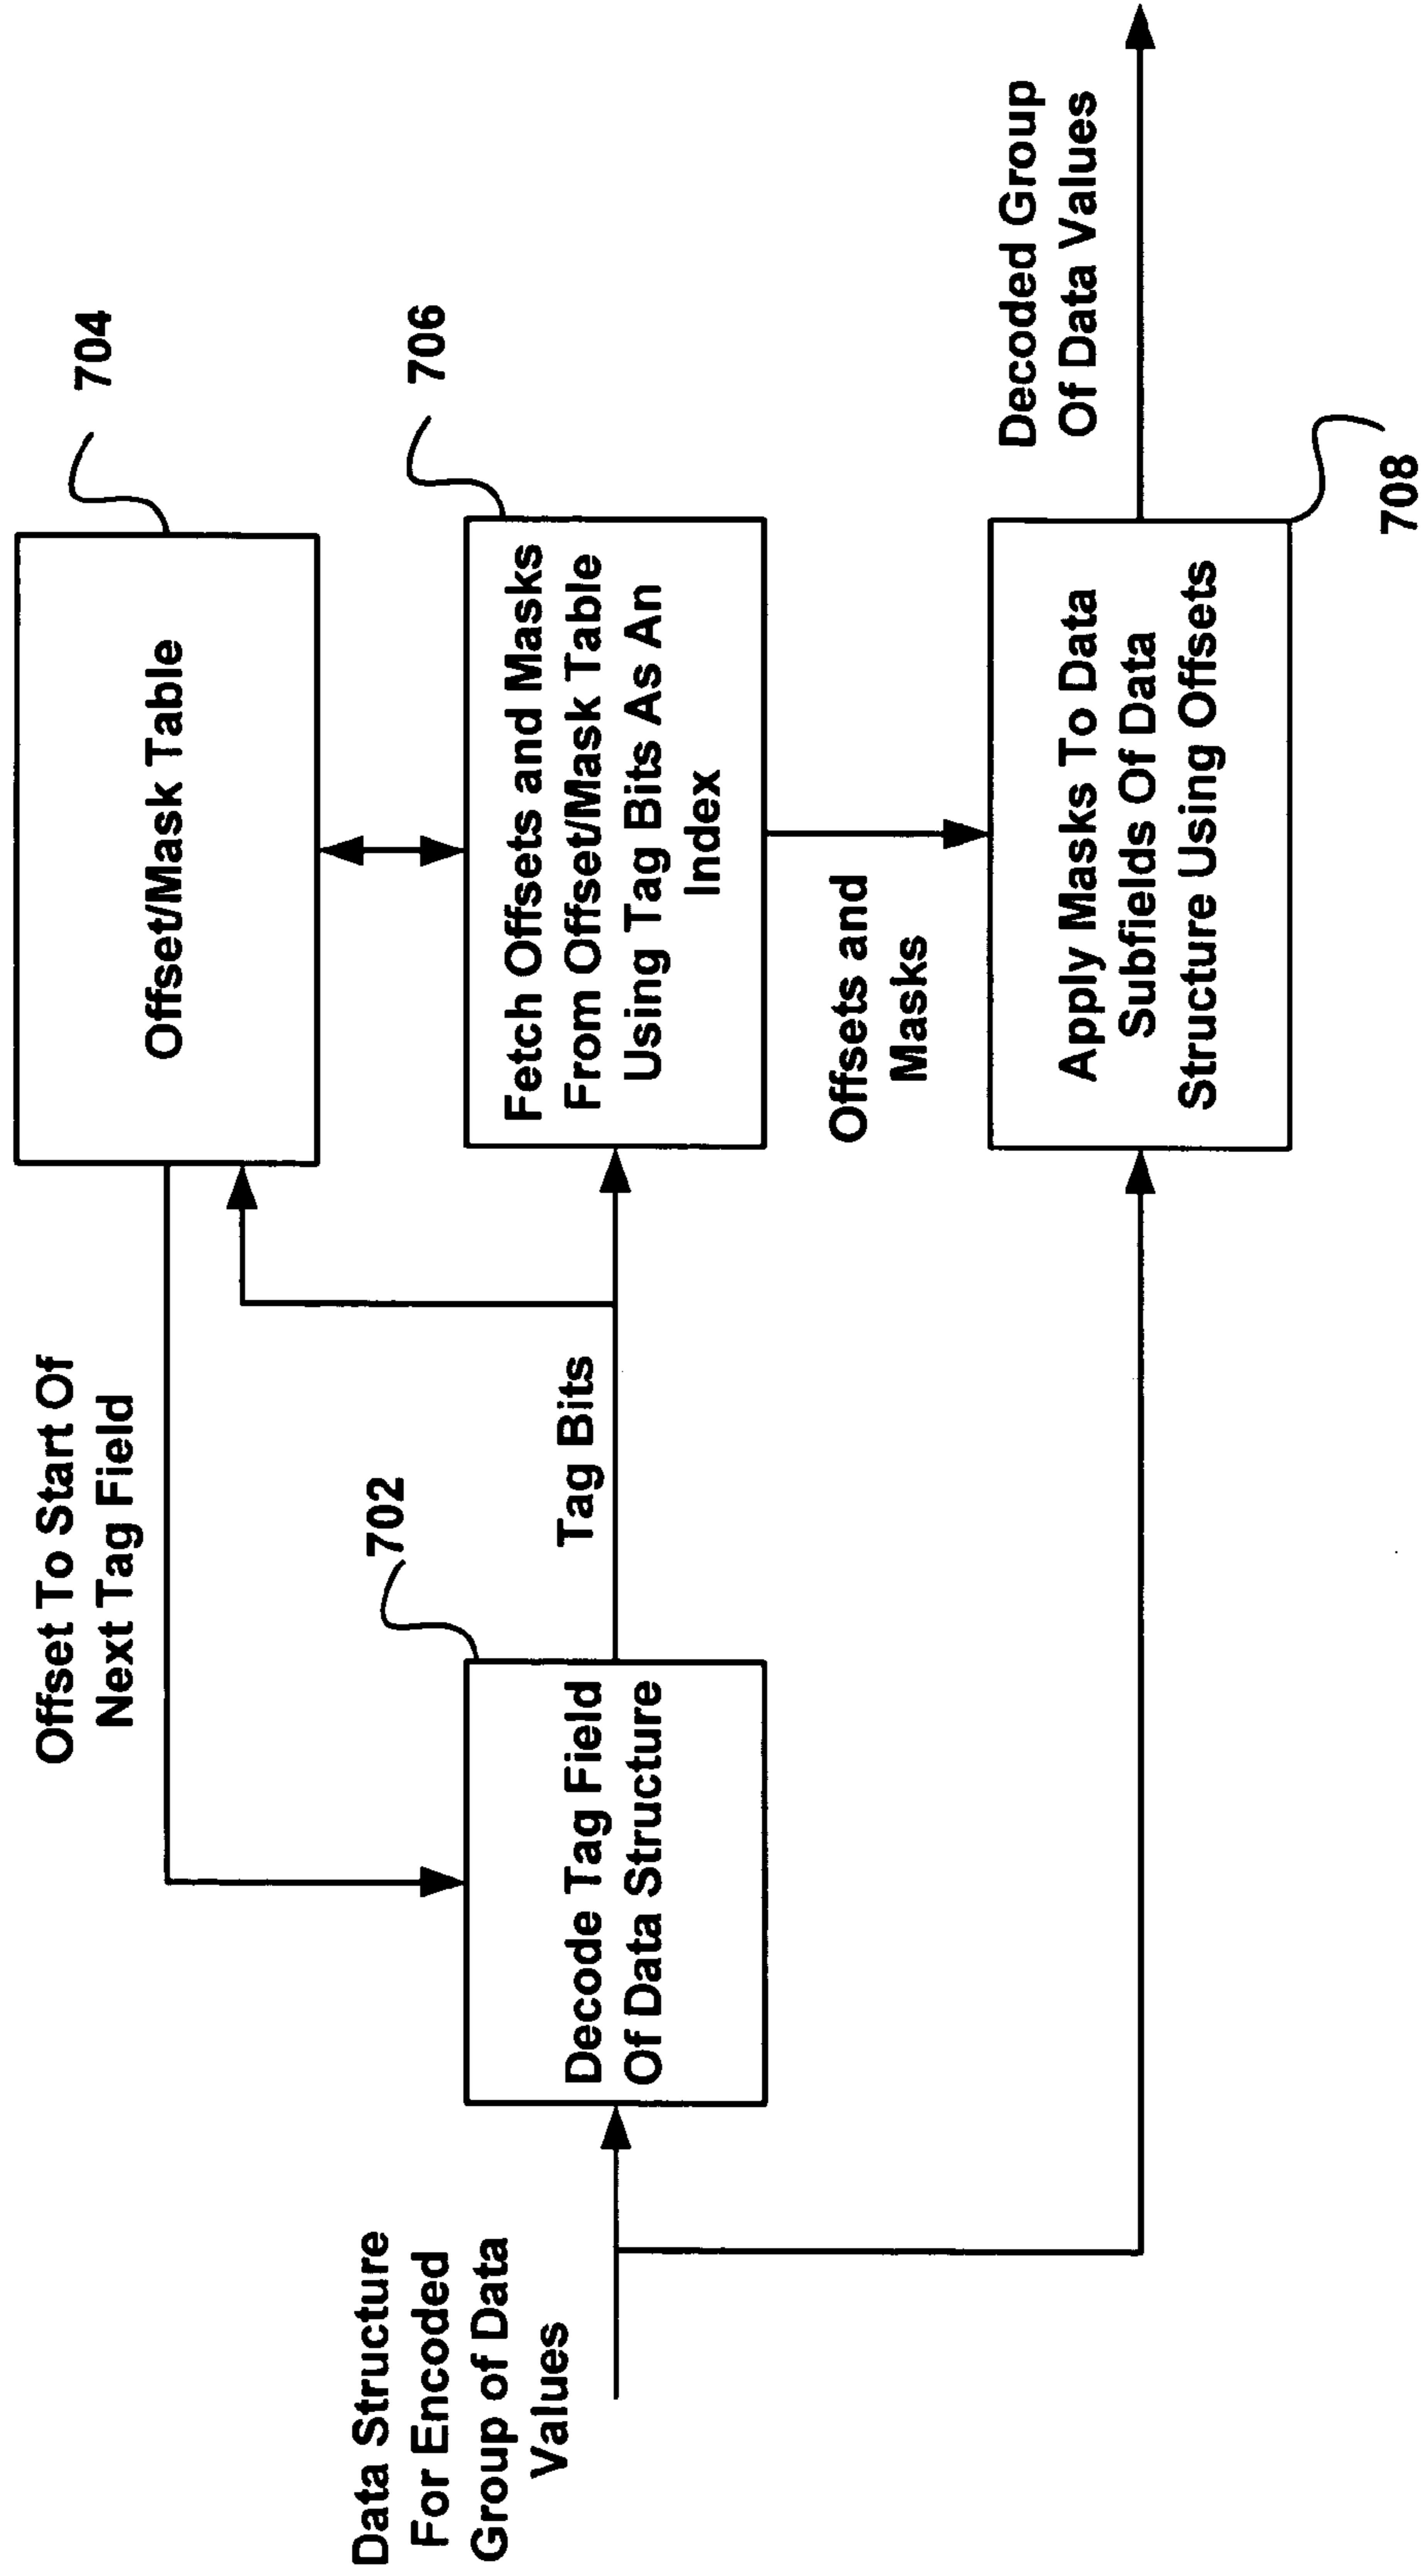 704
Offset/Mask Table
Offset To Start Of
Next Tag Field
706
Fetch Offsets and Masks
From Offset/Mask Table
Using Tag Bits As An
Index
702
Tag Bits
Decode Tag Field
Of Data Structure
Data Structure
For Encoded
Group of Data
Values
Offsets and
Masks
Decoded Group
Of Data Values
Apply Masks To Data
Subfields Of Data
Structure Using Offsets
708